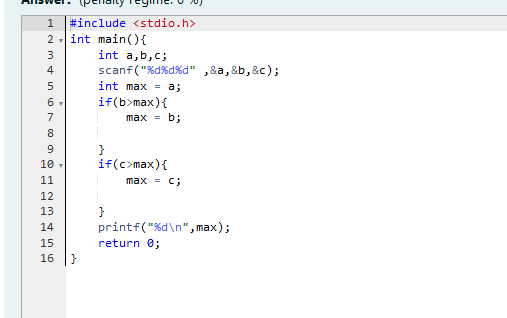 Answer: (penalty regime: 0 %)
1 #include <stdio.h>
2 int main(){
3     int a,b,c;
4     scanf("%d%d%d" ,&a,&b,&c);
5     int max = a;
6     if(b>max){
7         max = b;
8
9     }
10     if(c>max){
11         max = c;
12
13     }
14     printf("%d\n",max);
15     return 0;
16 }